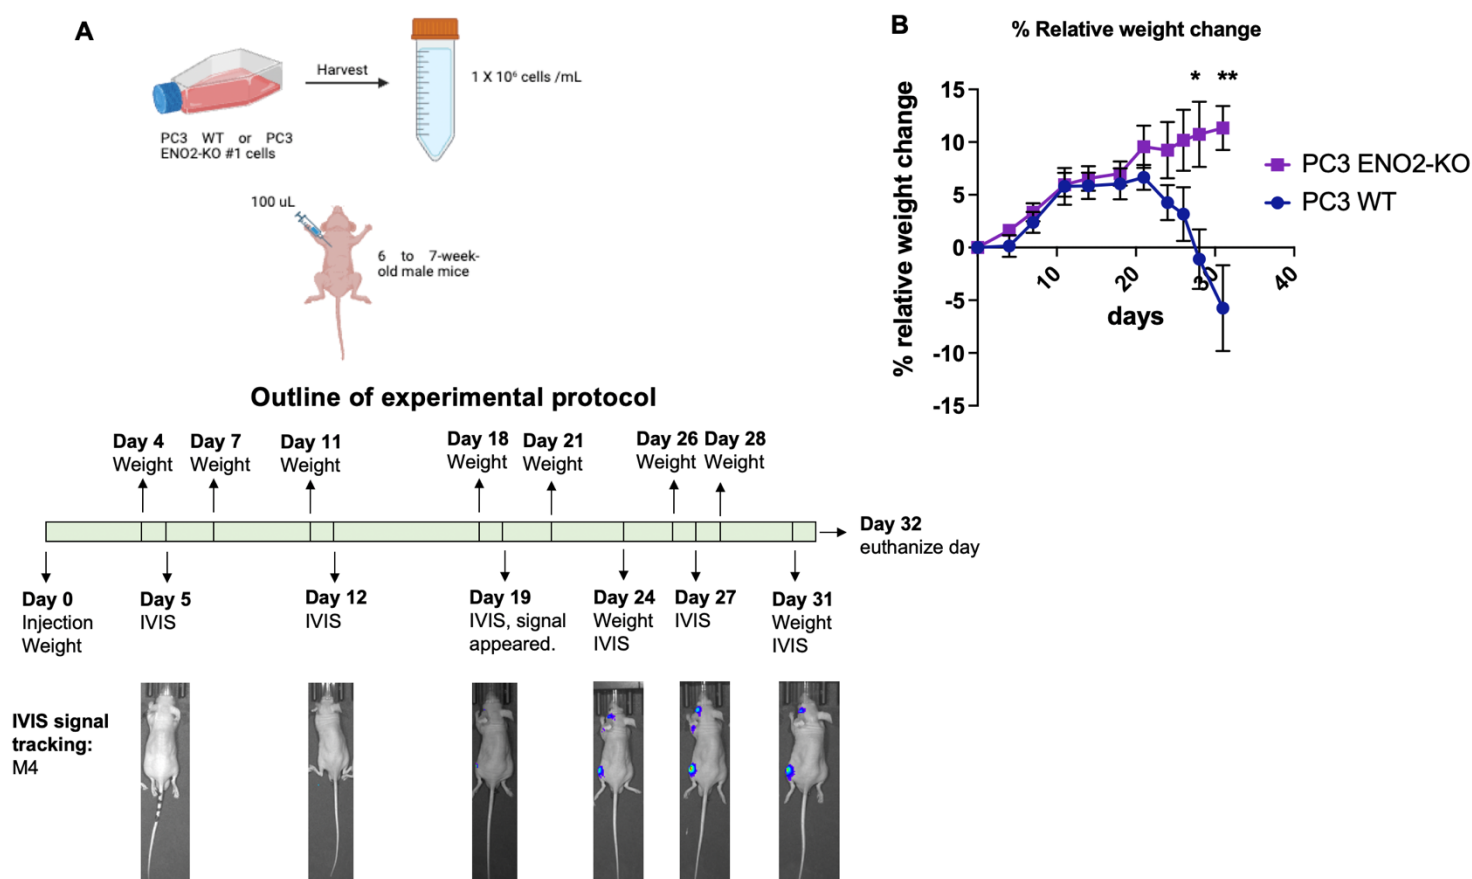 A
Harvest
1 X 10⁶ cells /mL
PC3 WT or PC3
ENO2-KO #1 cells
100 uL
6 to 7-week-
old male mice
B
% Relative weight change
* **
% relative weight change
15
10
5
0
-5
-10
-15
10
20
30
40
days
PC3 ENO2-KO
PC3 WT
Outline of experimental protocol
Day 4
Weight
Day 7
Weight
Day 11
Weight
Day 18
Weight
Day 21
Weight
Day 26
Weight
Day 28
Weight
Day 32
euthanize day
Day 0
Injection
Weight
Day 5
IVIS
Day 12
IVIS
Day 19
IVIS, signal
appeared.
Day 24
Weight
IVIS
Day 27
IVIS
Day 31
Weight
IVIS
IVIS signal
tracking:
M4